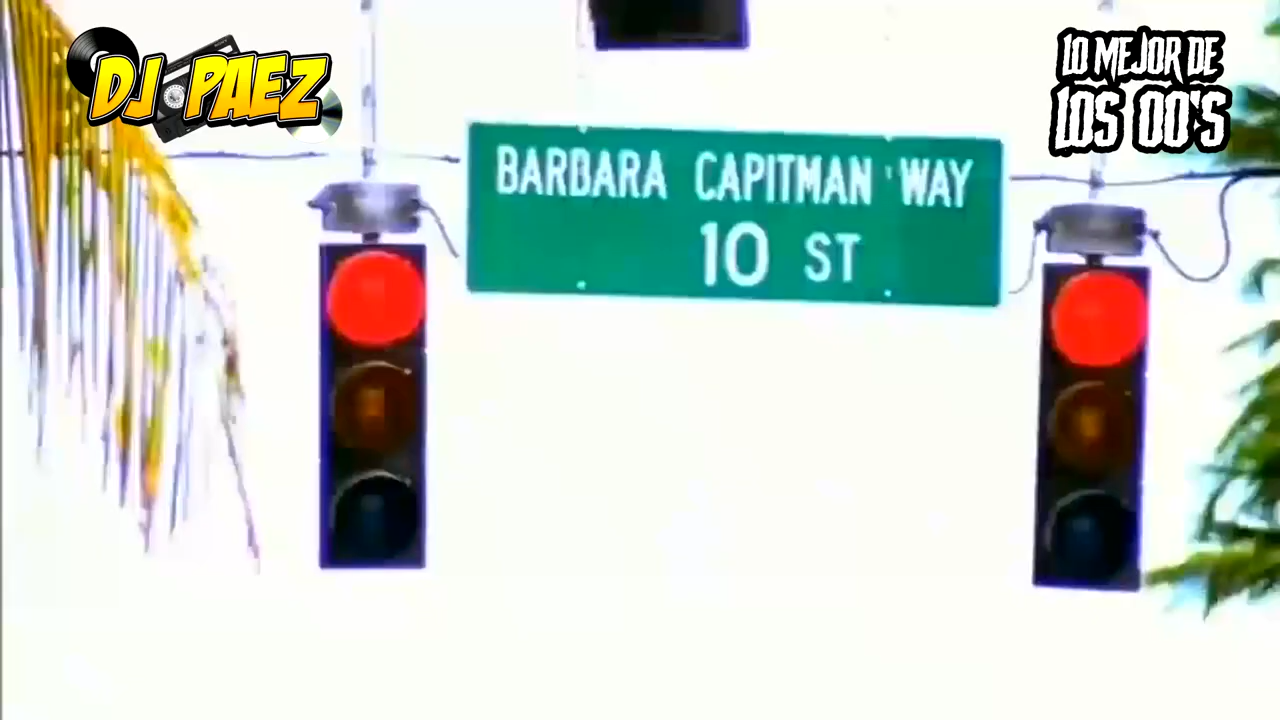 DJ PAEZ
LO MEJOR DE
LOS 00'S
BARBARA CAPITMAN WAY
10 ST